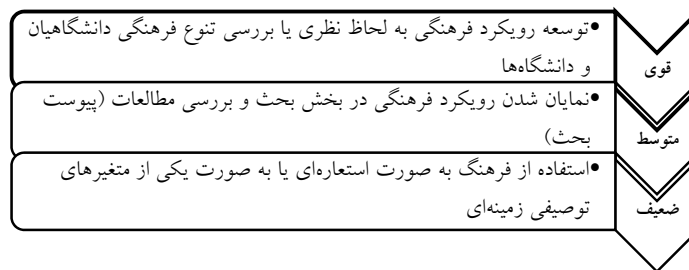 •توسعه رویکرد فرهنگی به لحاظ نظری یا بررسی تنوع فرهنگی دانشگاهیان
و دانشگاه‌ها
قوی
•نمایان شدن رویکرد فرهنگی در بخش بحث و بررسی مطالعات (پیوست
بحث)
متوسط
•استفاده از فرهنگ به صورت استعاره‌ای یا به صورت یکی از متغیرهای
توصیفی زمینه‌ای
ضعیف